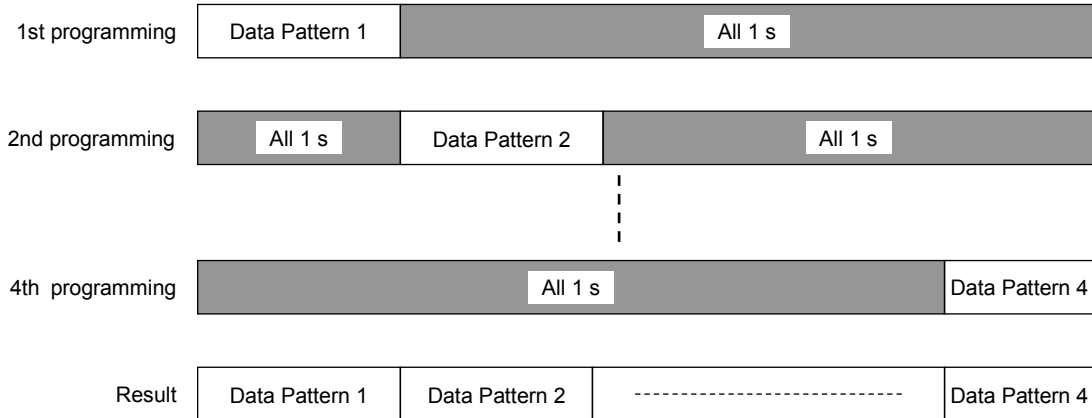 1st programming
Data Pattern 1
All 1 s
2nd programming
All 1 s
Data Pattern 2
All 1 s
4th programming
All 1 s
Data Pattern 4
Result
Data Pattern 1
Data Pattern 2
Data Pattern 4